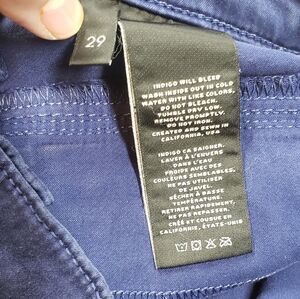 29
INDIGO WILL BLEED
WASH INSIDE OUT IN COLD
WATER WITH LIKE COLORS.
DO NOT BLEACH.
TUMBLE DRY LOW.
REMOVE PROMPTLY.
DO NOT IRON.
CREATED AND SEWN IN
CALIFORNIA, USA
INDIGO CA SAIGNER.
LAVER À L'ENVERS
DANS L'EAU
FROIDS AVEC DES
COULEURS SEMBLABLES.
NE PAS UTILISER
DE JAVEL.
SÉCHER À BASSE
TEMPÉRATURE.
RETIRER RAPIDEMENT.
NE PAS REPASSER.
CRÉÉ ET COUDUE EN
CALIFORNIE, ÉTATS-UNIS